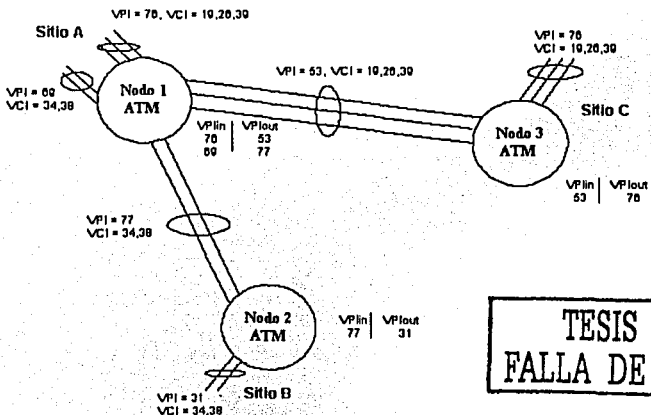 VPI = 76, VCI = 19,26,39
Sitio A
VPI = 69
VCI = 34,38
Nodo 1
ATM
VPIin | VPIout
76 53
69 77
VPI = 53, VCI = 19,26,39
VPI = 76
VCI = 19,26,39
Sitio C
Nodo 3
ATM
VPIin | VPIout
53 76
VPI = 77
VCI = 34,38
Nodo 2
ATM
VPIin | VPIout
77 31
VPI = 31
VCI = 34,38
Sitio B
TESIS
FALLA DE